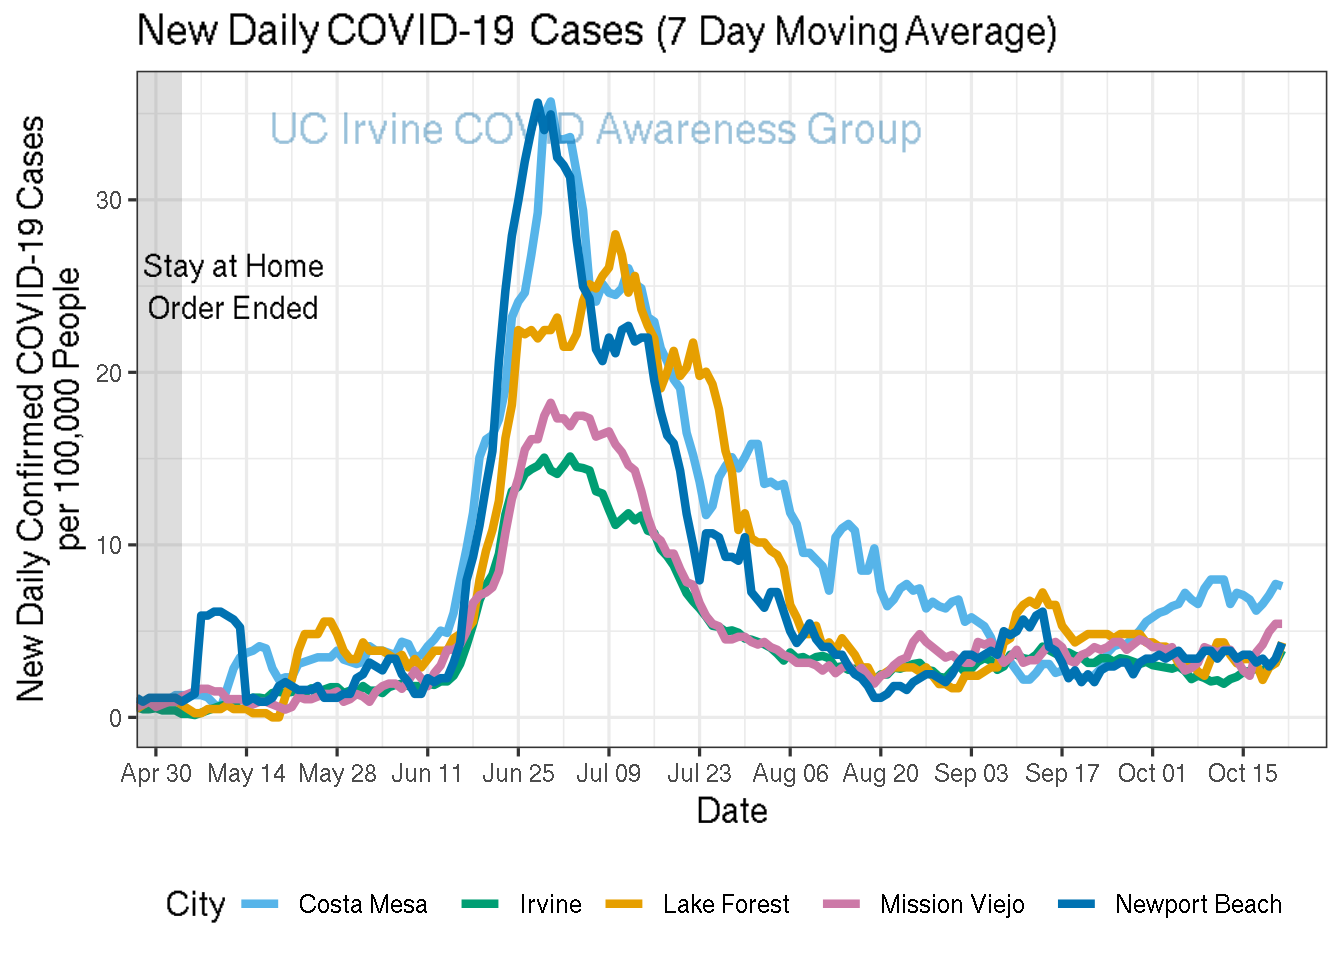 New Daily COVID-19 Cases (7 Day Moving Average)
UC Irvine COVID Awareness Group
Stay at Home
Order Ended
New Daily Confirmed COVID-19 Cases
per 100,000 People
30
20
10
0
Apr 30 May 14 May 28 Jun 11 Jun 25 Jul 09 Jul 23 Aug 06 Aug 20 Sep 03 Sep 17 Oct 01 Oct 15
Date
City Costa Mesa Irvine Lake Forest Mission Viejo Newport Beach